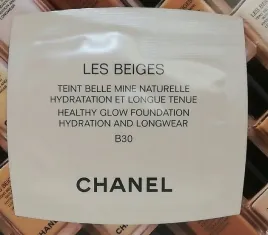 LES BEIGES
TEINT BELLE MINE NATURELLE
HYDRATATION ET LONGUE TENUE
HEALTHY GLOW FOUNDATION
HYDRATION AND LONGWEAR
B30
CHANEL